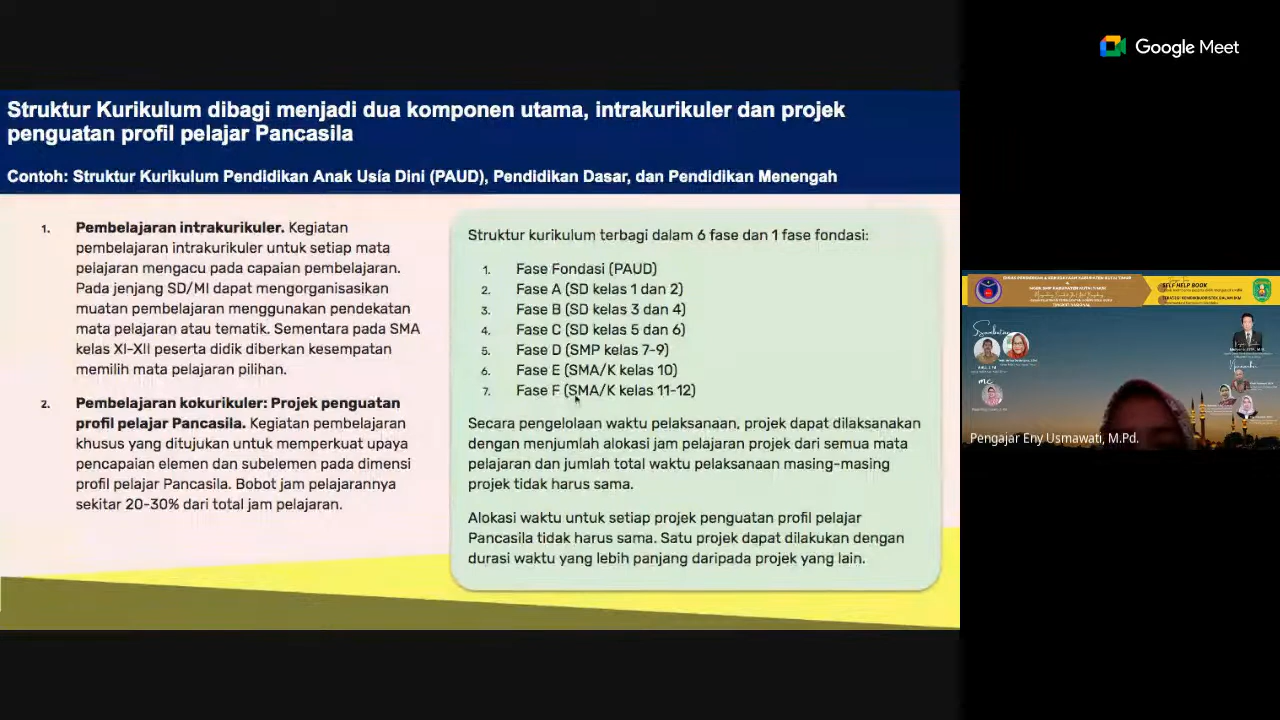 Google Meet
Struktur Kurikulum dibagi menjadi dua komponen utama, intrakurikuler dan projek
penguatan profil pelajar Pancasila
Contoh: Struktur Kurikulum Pendidikan Anak Usía Dini (PAUD), Pendidikan Dasar, dan Pendidikan Menengah
1. Pembelajaran intrakurikuler. Kegiatan
pembelajaran intrakurikuler untuk setiap mata
pelajaran mengacu pada capaian pembelajaran.
Pada jenjang SD/MI dapat mengorganisasikan
muatan pembelajaran menggunakan pendekatan
mata pelajaran atau tematik. Sementara pada SMA
kelas XI-XII peserta didik diberkan kesempatan
memilih mata pelajaran pilihan.
2. Pembelajaran kokurikuler: Projek penguatan
profil pelajar Pancasila. Kegiatan pembelajaran
khusus yang ditujukan untuk memperkuat upaya
pencapaian elemen dan subelemen pada dimensi
profil pelajar Pancasila. Bobot jam pelajarannya
sekitar 20-30% dari total jam pelajaran.
Struktur kurikulum terbagi dalam 6 fase dan 1 fase fondasi:
1. Fase Fondasi (PAUD)
2. Fase A (SD kelas 1 dan 2)
3. Fase B (SD kelas 3 dan 4)
4. Fase C (SD kelas 5 dan 6)
5. Fase D (SMP kelas 7-9)
6. Fase E (SMA/K kelas 10)
7. Fase F (SMA/K kelas 11-12)
Secara pengelolaan waktu pelaksanaan, projek dapat dilaksanakan
dengan menjumlah alokasi jam pelajaran projek dari semua mata
pelajaran dan jumlah total waktu pelaksanaan masing-masing
projek tidak harus sama.
Alokasi waktu untuk setiap projek penguatan profil pelajar
Pancasila tidak harus sama. Satu projek dapat dilakukan dengan
durasi waktu yang lebih panjang daripada projek yang lain.
SELF HELP BOOK
Sambutan
MC
Pengajar Eny Usmawati, M.Pd.